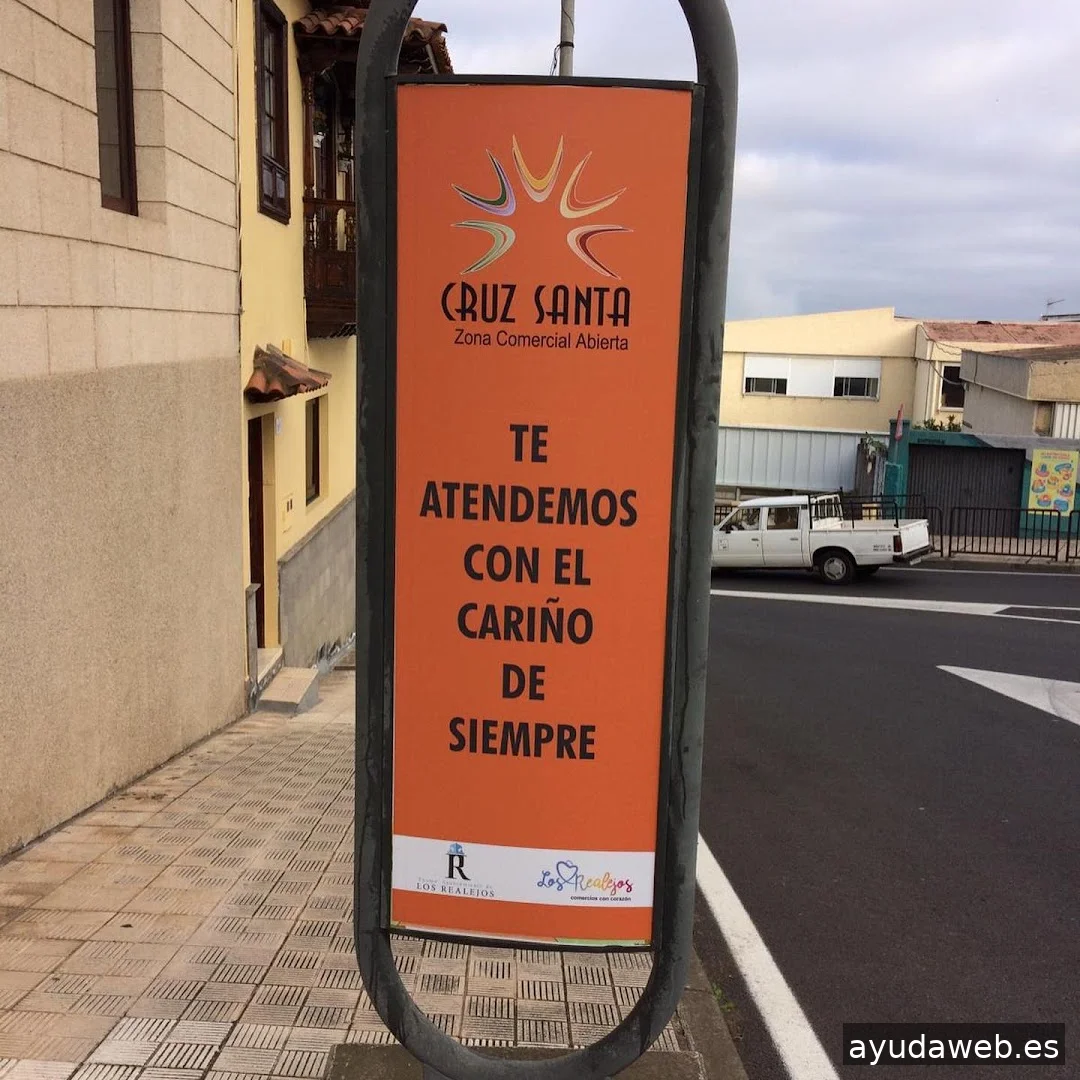 CRUZ SANTA
Zona Comercial Abierta
TE
ATENDEMOS
CON EL
CARIÑO
DE
SIEMPRE
R
LOS REALEJOS
Los Realejos
comercios con corazón
ayudaweb.es